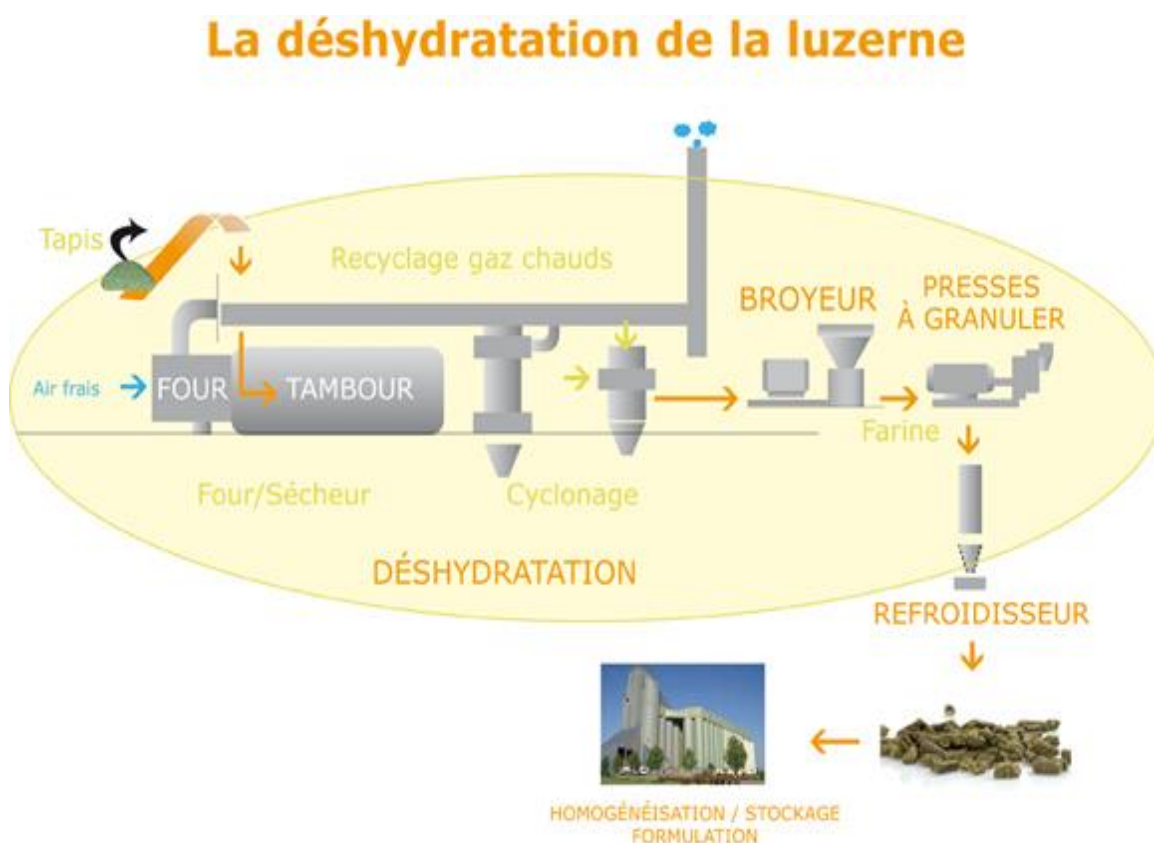 La déshydratation de la luzerne
Tapis
Recyclage gaz chauds
BROYEUR
PRESSES
À GRANULER
Air frais
FOUR
TAMBOUR
Farine
Four/Sécheur
Cyclonage
DÉSHYDRATATION
REFROIDISSEUR
HOMOGÉNÉISATION / STOCKAGE
FORMULATION